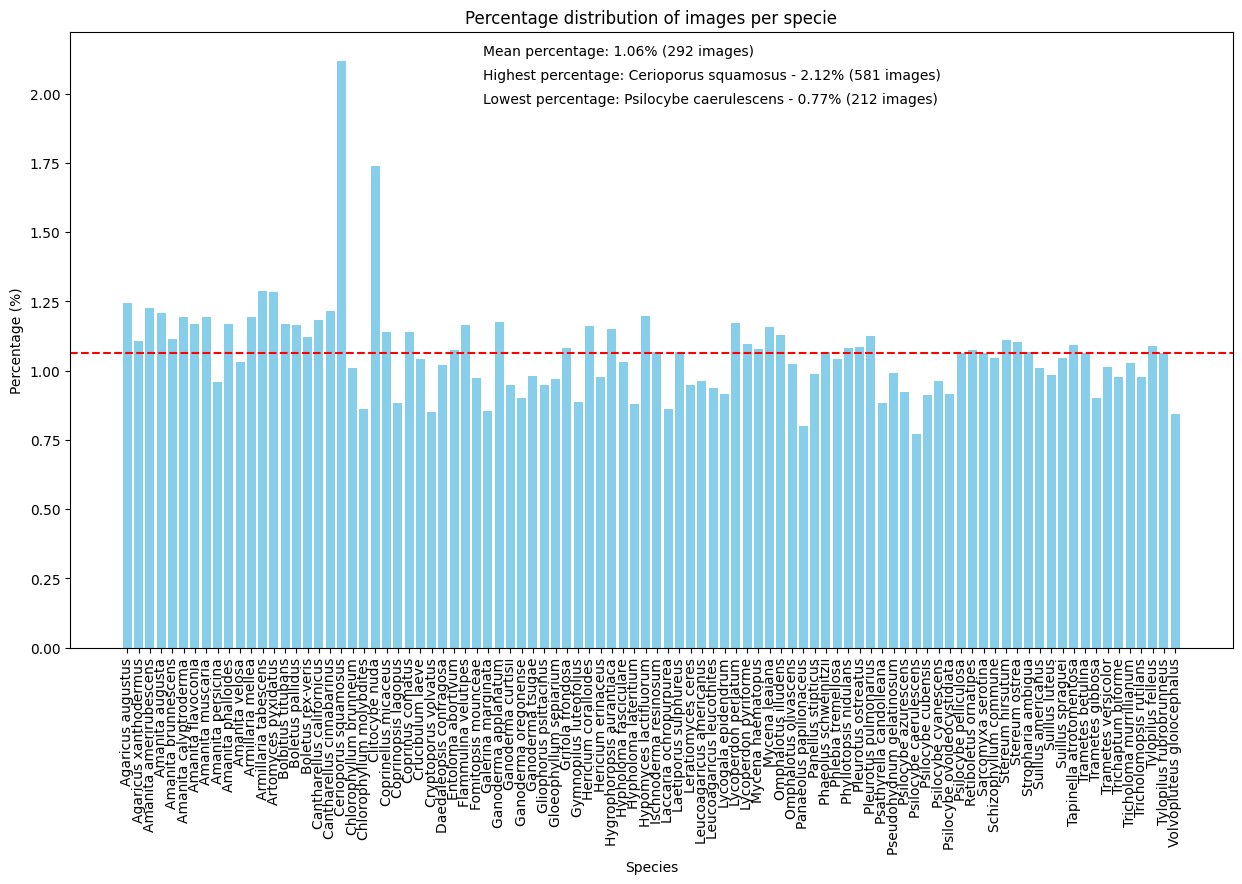 Percentage distribution of images per specie
Mean percentage: 1.06% (292 images)
Highest percentage: Cerioporus squamosus - 2.12% (581 images)
Lowest percentage: Psilocybe caerulescens - 0.77% (212 images)
Percentage (%)
2.00
1.75
1.50
1.25
1.00
0.75
0.50
0.25
0.00
Agaricus augustus
Agaricus xanthodermus
Amanita amerirubescens
Amanita augusta
Amanita brunnescens
Amanita calyptroderma
Amanita flavoconia
Amanita muscaria
Amanita persicina
Amanita phalloides
Amanita velosa
Armillaria mellea
Armillaria tabescens
Artomyces pyxidatus
Bolbitius titubans
Boletus pallidus
Boletus rex-veris
Cantharellus californicus
Cantharellus cinnabarinus
Cerioporus squamosus
Chlorophyllum brunneum
Chlorophyllum molybdites
Clitocybe nuda
Coprinellus micaceus
Coprinopsis lagopus
Coprinus comatus
Crucibulum laeve
Cryptoporus volvatus
Daedaleopsis confragosa
Entoloma abortivum
Flammulina velutipes
Fomitopsis mounceae
Galerina marginata
Ganoderma applanatum
Ganoderma curtisii
Ganoderma oregonense
Ganoderma tsugae
Gliophorus psittacinus
Gloeophyllum sepiarium
Grifola frondosa
Gymnopilus luteofolius
Hericium coralloides
Hericium erinaceus
Hygrophoropsis aurantiaca
Hypholoma fasciculare
Hypholoma lateritium
Hypomyces lactifluorum
Ischnoderma resinosum
Laccaria ochropurpurea
Laetiporus sulphureus
Leratiomyces ceres
Leucoagaricus americanus
Leucoagaricus leucothites
Lycogala epidendrum
Lycoperdon perlatum
Lycoperdon pyriforme
Mycena haematopus
Mycena leaiana
Omphalotus illudens
Omphalotus olivascens
Panaeolus papilionaceus
Panellus stipticus
Phaeolus schweinitzii
Phlebia tremellosa
Phyllotopsis nidulans
Pleurotus ostreatus
Pleurotus pulmonarius
Psathyrella candolleana
Pseudohydnum gelatinosum
Psilocybe azurescens
Psilocybe caerulescens
Psilocybe cubensis
Psilocybe cyanescens
Psilocybe ovoideocystidiata
Psilocybe pelliculosa
Retiboletus ornatipes
Sarcomyxa serotina
Schizophyllum commune
Stereum hirsutum
Stereum ostrea
Stropharia ambigua
Suillus americanus
Suillus luteus
Suillus spraguei
Tapinella atrotomentosa
Trametes betulina
Trametes gibbosa
Trametes versicolor
Trichaptum biforme
Tricholoma murrillianum
Tricholomopsis rutilans
Tylopilus felleus
Tylopilus rubrobrunneus
Volvopluteus gloiocephalus
Species